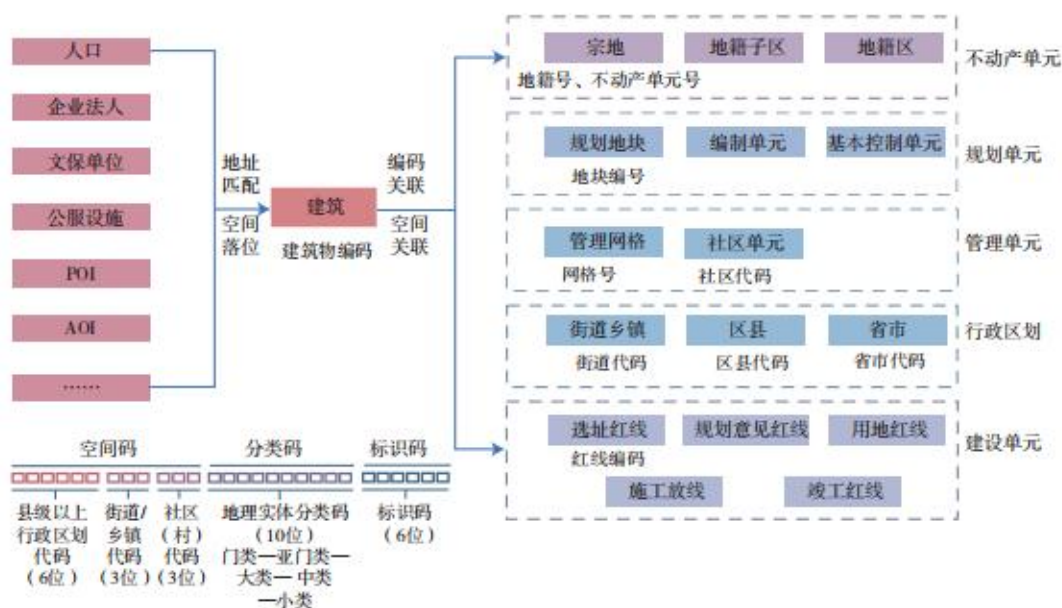 人口
企业法人
文保单位
公服设施
POI
AOI
……
地址
匹配
空间
落位
建筑
建筑物编码
编码
关联
空间
关联
宗地 地籍子区 地籍区
地籍号、不动产单元号
不动产单元
规划地块 编制单元 基本控制单元
地块编号
规划单元
管理网格 社区单元
网格号 社区代码
管理单元
街道乡镇 区县 省市
街道代码 区县代码 省市代码
行政区划
选址红线 规划意见红线 用地红线
红线编码
施工放线 竣工红线
建设单元
空间码 分类码 标识码
县级以上
行政区划
代码
(6位)
街道/
乡镇
代码
(3位)
社区
(村)
代码
(3位)
地理实体分类码
(10位)
门类—亚门类—
大类—中类
—小类
标识码
(6位)